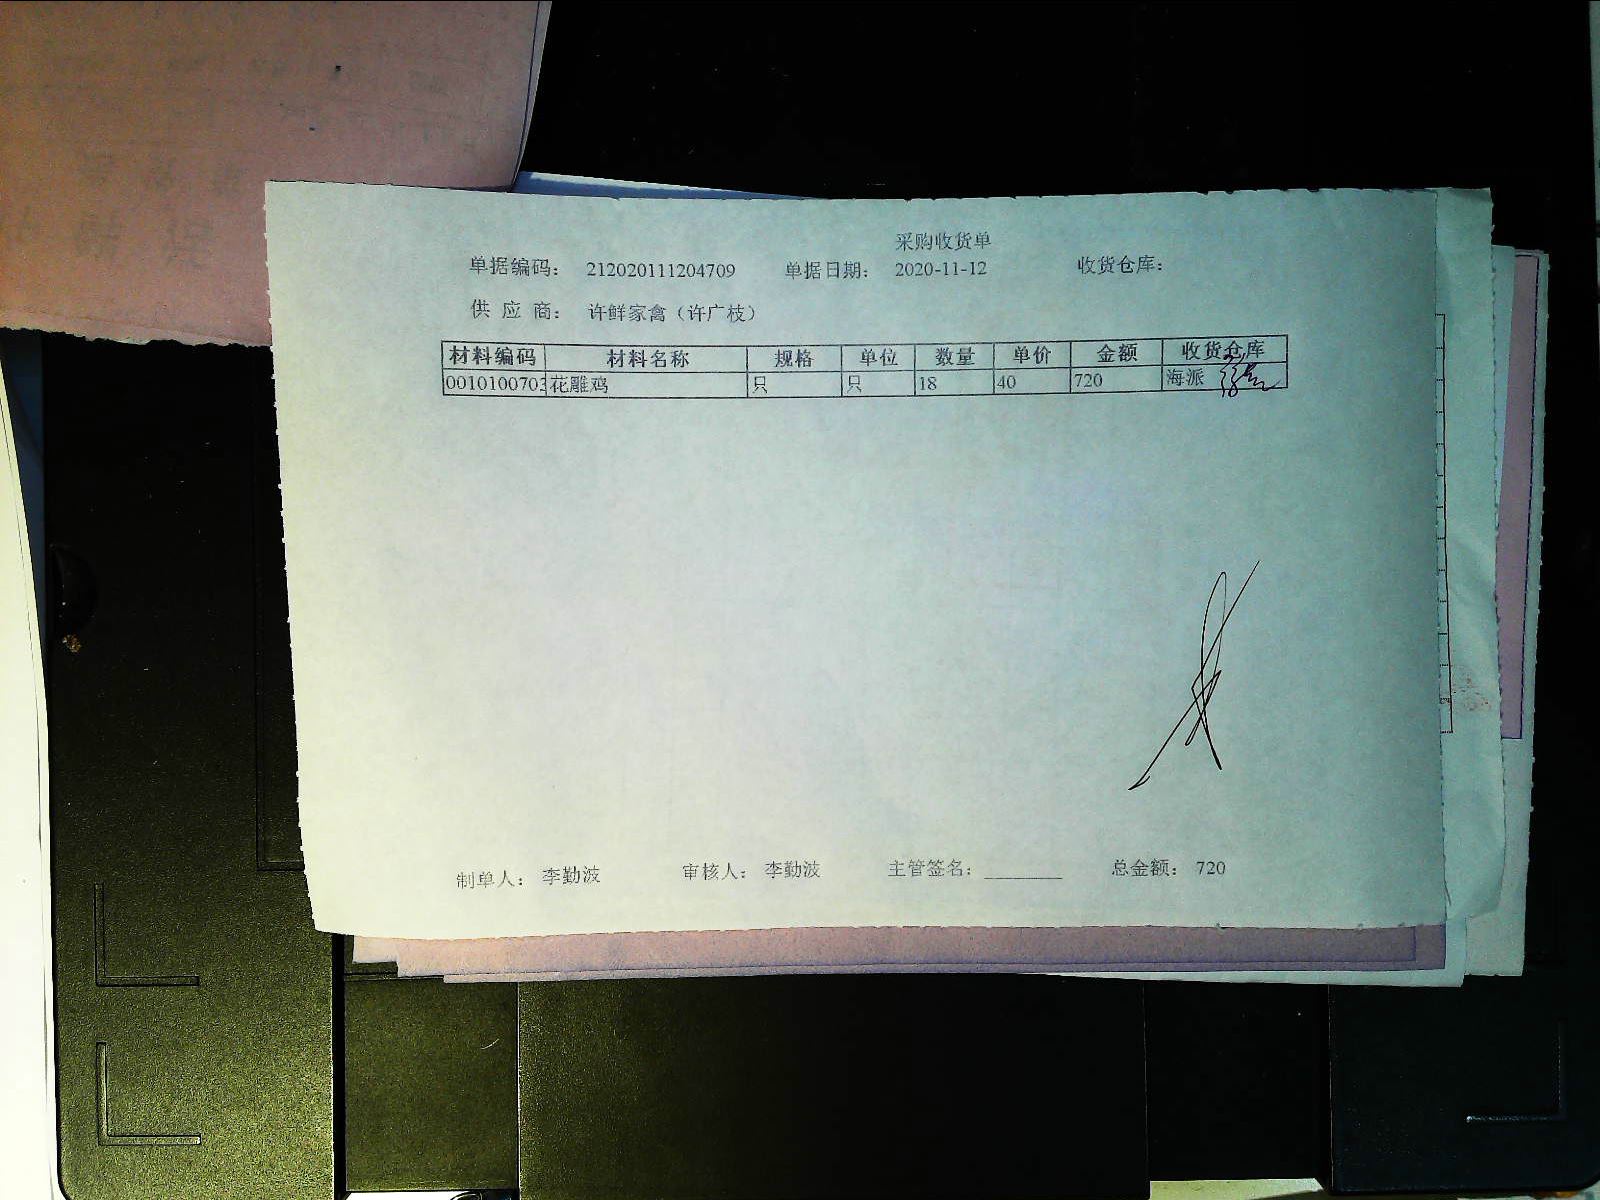 采购收货单
单据编码： 212020111204709 单据日期： 2020-11-12 收货仓库：
供 应 商： 许鲜家禽（许广枝）
材料编码 材料名称 规格 单位 数量 单价 金额 收货仓库
0010100703 花雕鸡 只 只 18 40 720 海派
制单人： 李勤波 审核人： 李勤波 主管签名：________ 总金额： 720